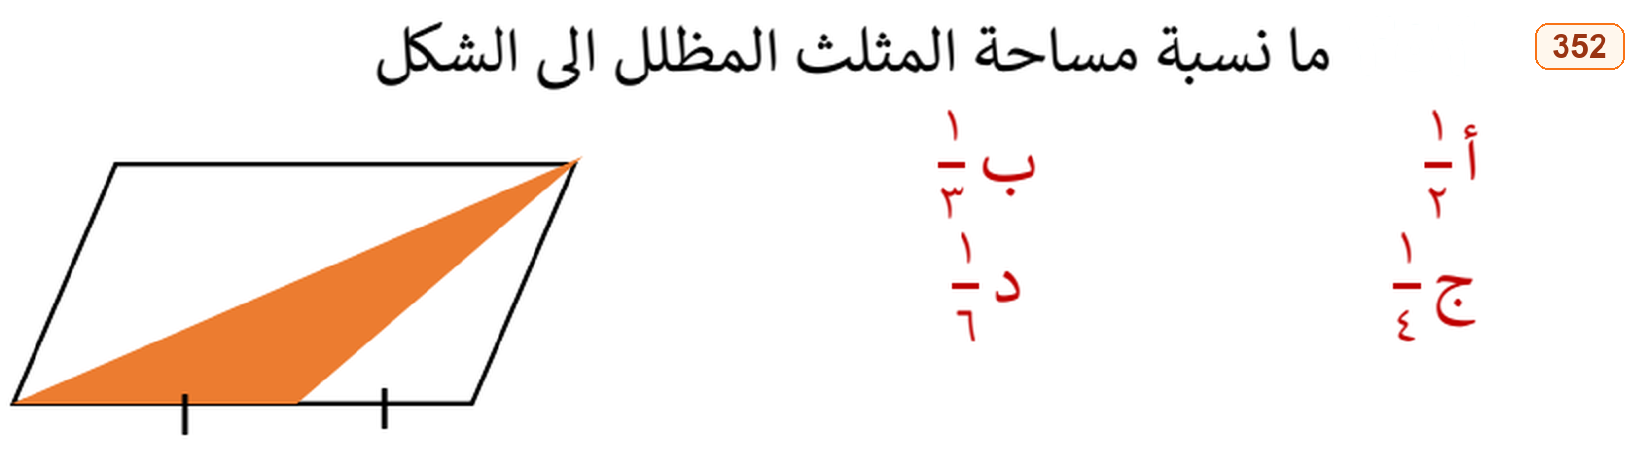 352
ما نسبة مساحة المثلث المظلل الى الشكل
أ ١/٢ ب ١/٣
ج ١/٤ د ١/٦